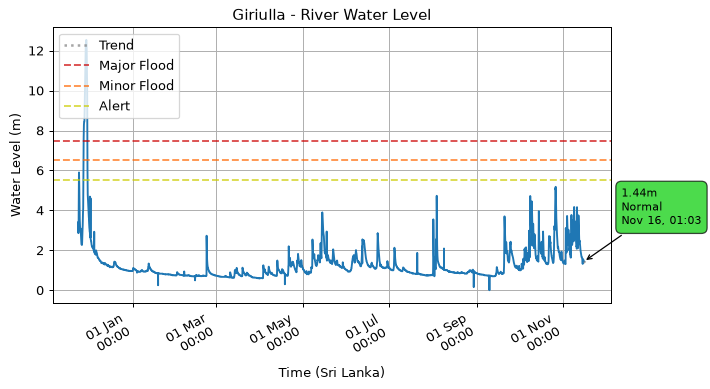 Giriulla - River Water Level
Trend
Major Flood
Minor Flood
Alert
Water Level (m)
12
10
8
6
4
2
0
1.44m
Normal
Nov 16, 01:03
01 Jan
00:00
01 Mar
00:00
01 May
00:00
01 Jul
00:00
01 Sep
00:00
01 Nov
00:00
Time (Sri Lanka)